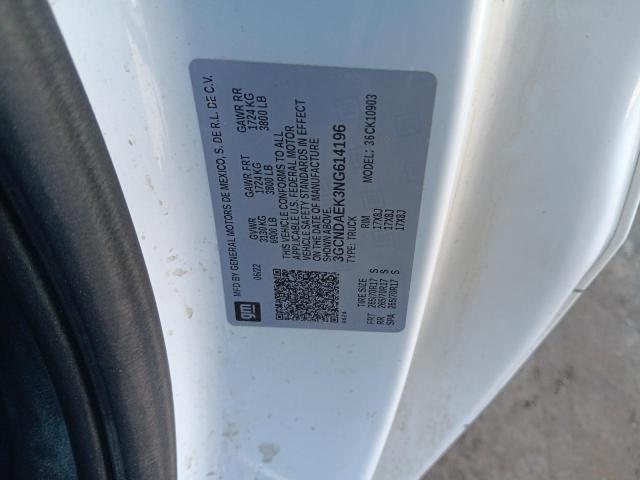 MFD BY GENERAL MOTORS DE MEXICO, S. DE R.L. DE C.V.
06/22 GVWR GAWR FRT GAWR RR
3130 KG 1724 KG 1724 KG
6900 LB 3800 LB 3800 LB
THIS VEHICLE CONFORMS TO ALL
APPLICABLE U.S. FEDERAL MOTOR
VEHICLE SAFETY STANDARDS IN EFFECT
ON THE DATE OF MANUFACTURE
SHOWN ABOVE.
3GCNDAEK3NG614196
TYPE: TRUCK MODEL: 36CK10903
TIRE SIZE RIM
FRT 265/70R17 S 17X8J
RR 265/70R17 S 17X8J
SPA 265/70R17 S 17X8J
gm